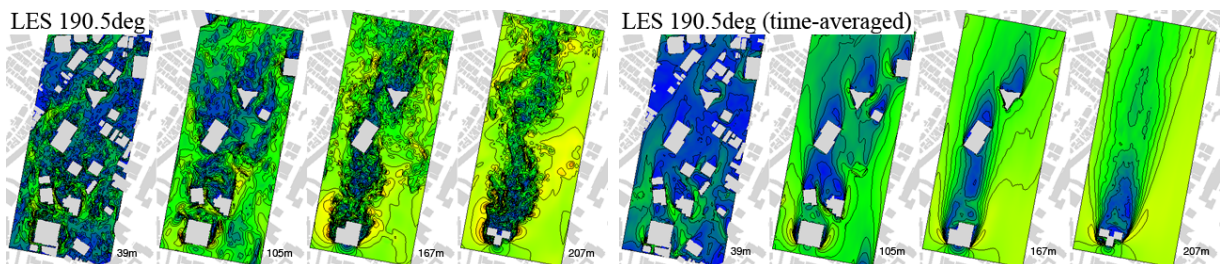 LES 190.5deg
LES 190.5deg (time-averaged)
39m
105m
167m
207m
39m
105m
167m
207m